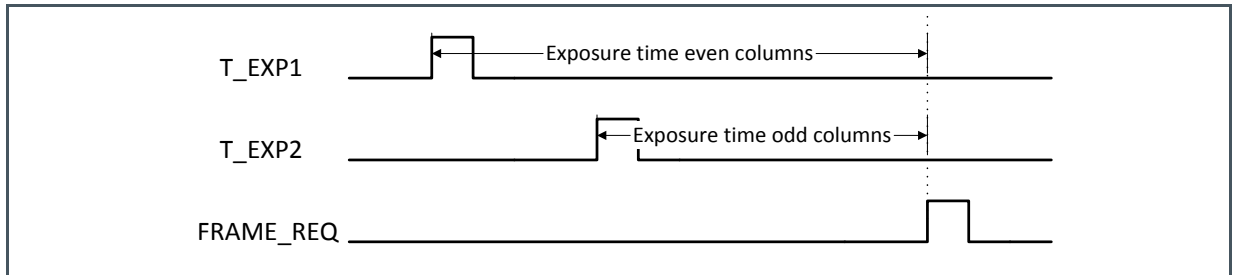 T_EXP1
Exposure time even columns
T_EXP2
Exposure time odd columns
FRAME_REQ